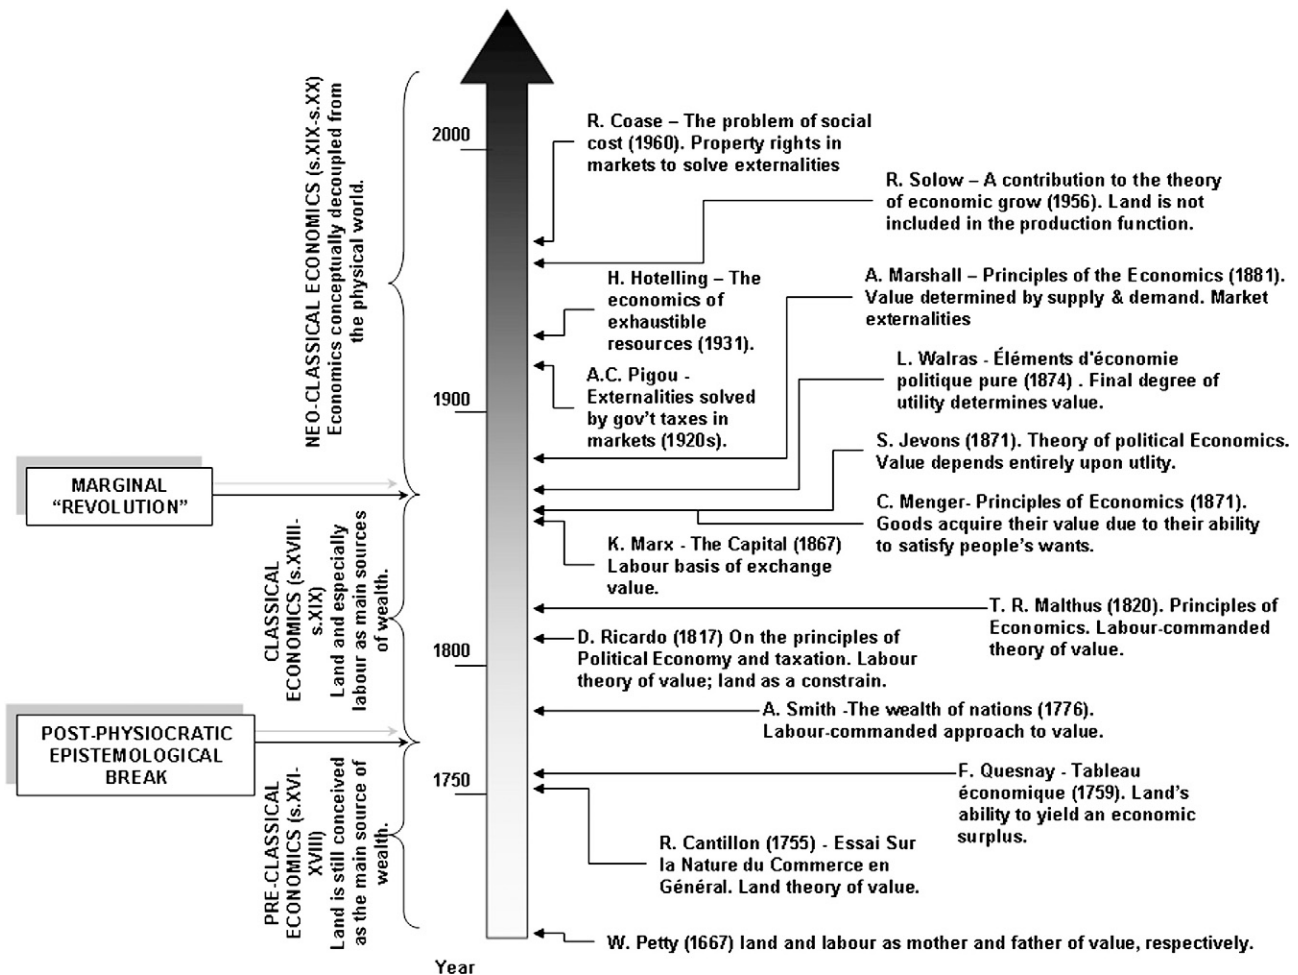 NEO-CLASSICAL ECONOMICS (s.XIX-s.XX)
Economics conceptually decoupled from
the physical world.
2000
R. Coase – The problem of social
cost (1960). Property rights in
markets to solve externalities
R. Solow – A contribution to the theory
of economic grow (1956). Land is not
included in the production function.
H. Hotelling – The
economics of
exhaustible
resources (1931).
A. Marshall – Principles of the Economics (1881).
Value determined by supply & demand. Market
externalities
A.C. Pigou -
Externalities solved
by gov't taxes in
markets (1920s).
1900
L. Walras - Éléments d'économie
politique pure (1874) . Final degree of
utility determines value.
S. Jevons (1871). Theory of political Economics.
Value depends entirely upon utlity.
MARGINAL
“REVOLUTION”
C. Menger- Principles of Economics (1871).
Goods acquire their value due to their ability
to satisfy people's wants.
K. Marx - The Capital (1867)
Labour basis of exchange
value.
CLASSICAL
ECONOMICS (s.XVIII-
s.XIX)
Land and especially
labour as main sources
of wealth.
T. R. Malthus (1820). Principles of
Economics. Labour-commanded
theory of value.
D. Ricardo (1817) On the principles of
Political Economy and taxation. Labour
theory of value; land as a constrain.
1800
A. Smith -The wealth of nations (1776).
Labour-commanded approach to value.
POST-PHYSIOCRATIC
EPISTEMOLOGICAL
BREAK
1750
F. Quesnay - Tableau
économique (1759). Land's
ability to yield an economic
surplus.
PRE-CLASSICAL
ECONOMICS (s.XVI-
XVIII)
Land is still conceived
as the main source of
wealth.
R. Cantillon (1755) - Essai Sur
la Nature du Commerce en
Général. Land theory of value.
W. Petty (1667) land and labour as mother and father of value, respectively.
Year